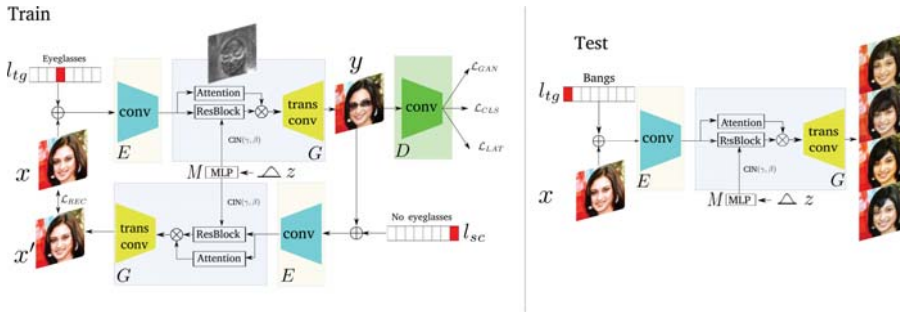 Train
Eyeglasses
l_tg
conv
E
Attention
ResBlock
CIN(γ, β)
trans
conv
G
y
conv
D
L_GAN
L_CLS
L_LAT
x
L_REC
x′
M MLP z
CIN(γ, β)
trans
conv
G
ResBlock
Attention
conv
E
No eyeglasses
l_sc
Test
Bangs
l_tg
conv
E
Attention
ResBlock
CIN(γ, β)
trans
conv
G
x
M MLP z